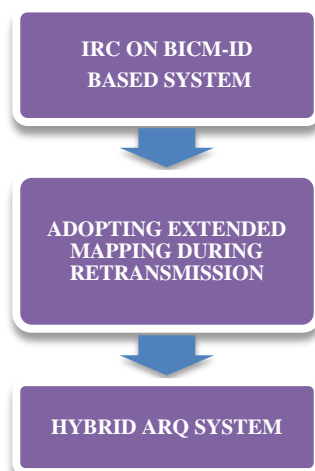 IRC ON BICM-ID
BASED SYSTEM
ADOPTING EXTENDED
MAPPING DURING
RETRANSMISSION
HYBRID ARQ SYSTEM